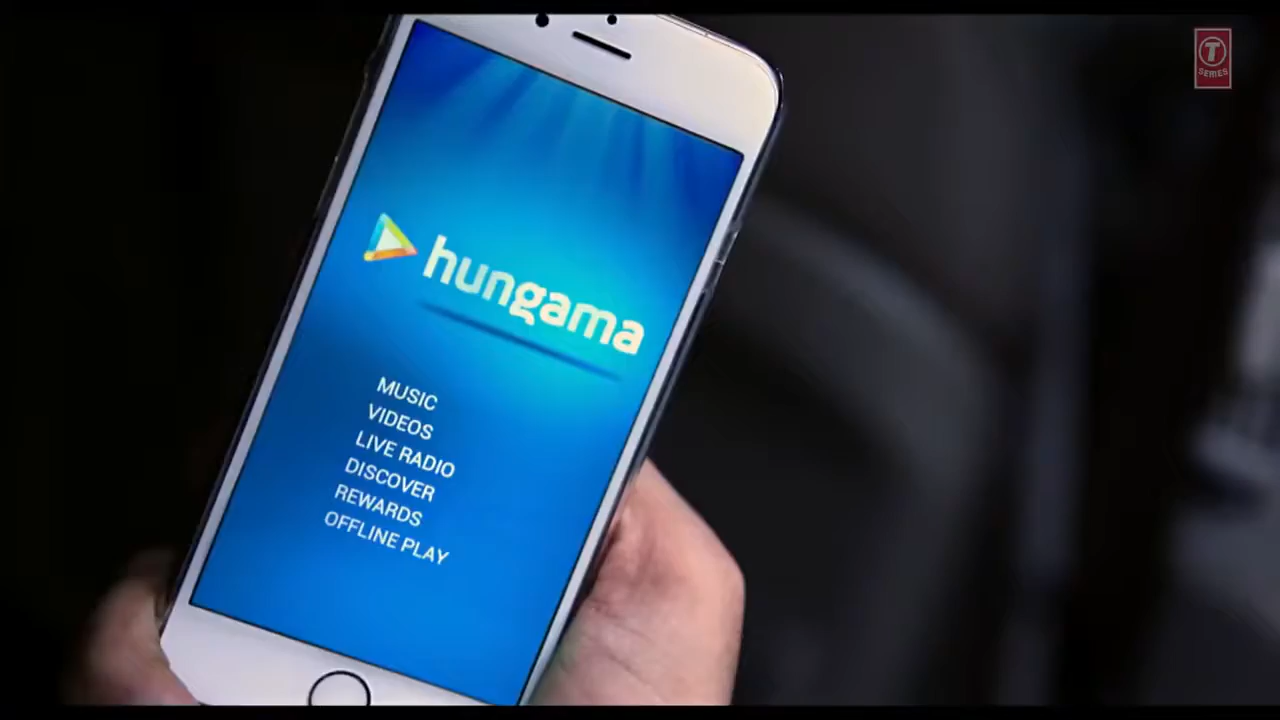 T
SERIES
hungama
MUSIC
VIDEOS
LIVE RADIO
DISCOVER
REWARDS
OFFLINE PLAY